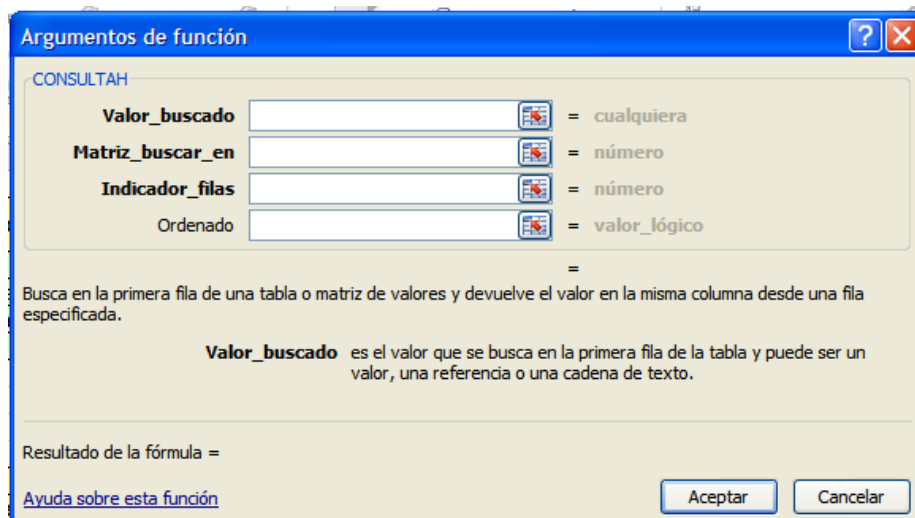 Argumentos de función
CONSULTAH
Valor_buscado = cualquiera
Matriz_buscar_en = número
Indicador_filas = número
Ordenado = valor_lógico
=
Busca en la primera fila de una tabla o matriz de valores y devuelve el valor en la misma columna desde una fila
especificada.
Valor_buscado es el valor que se busca en la primera fila de la tabla y puede ser un
valor, una referencia o una cadena de texto.
Resultado de la fórmula =
Ayuda sobre esta función
Aceptar Cancelar